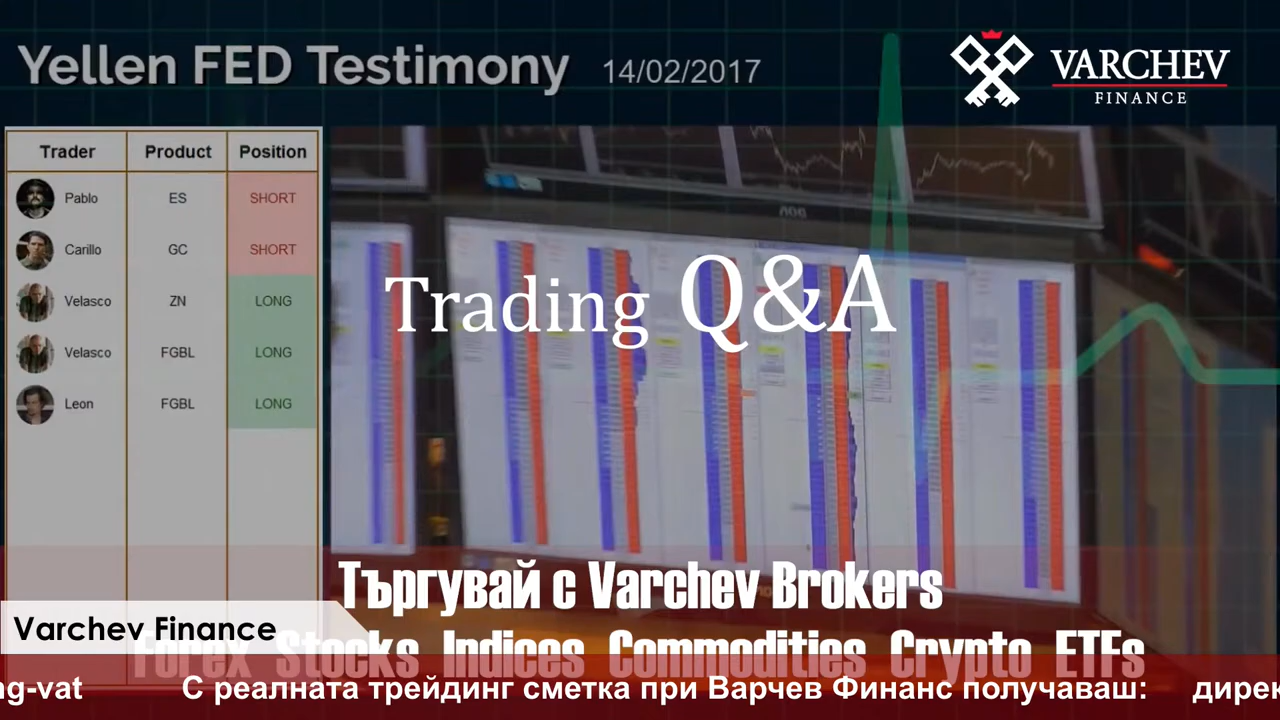 Yellen FED Testimony 14/02/2017
VARCHEV
FINANCE
Trader Product Position
Pablo ES SHORT
Carillo GC SHORT
Velasco ZN LONG
Velasco FGBL LONG
Leon FGBL LONG
Trading Q&A
Търгувай с Varchev Brokers
Varchev Finance
Forex Stocks Indices Commodities Crypto ETFs
ng-vat С реалната трейдинг сметка при Варчев Финанс получаваш: дирек